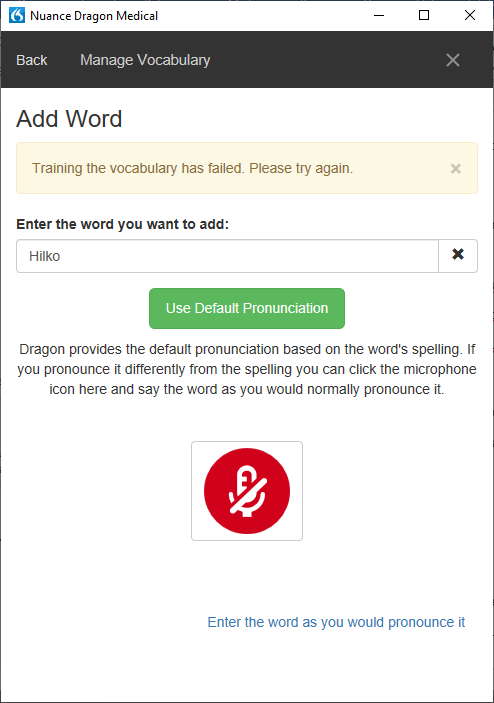 Nuance Dragon Medical
Back Manage Vocabulary
Add Word
Training the vocabulary has failed. Please try again.
Enter the word you want to add:
Hilko
Use Default Pronunciation
Dragon provides the default pronunciation based on the word's spelling. If
you pronounce it differently from the spelling you can click the microphone
icon here and say the word as you would normally pronounce it.
Enter the word as you would pronounce it